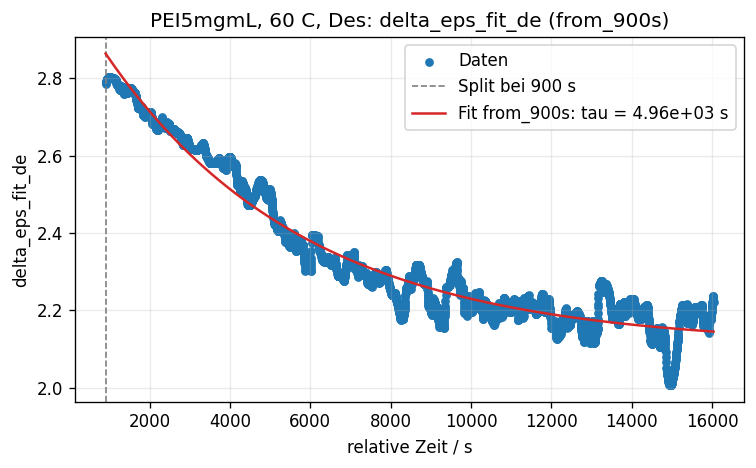 PEI5mgmL, 60 C, Des: delta_eps_fit_de (from_900s)
Daten
Split bei 900 s
Fit from_900s: tau = 4.96e+03 s
delta_eps_fit_de
2.8
2.6
2.4
2.2
2.0
2000 4000 6000 8000 10000 12000 14000 16000
relative Zeit / s